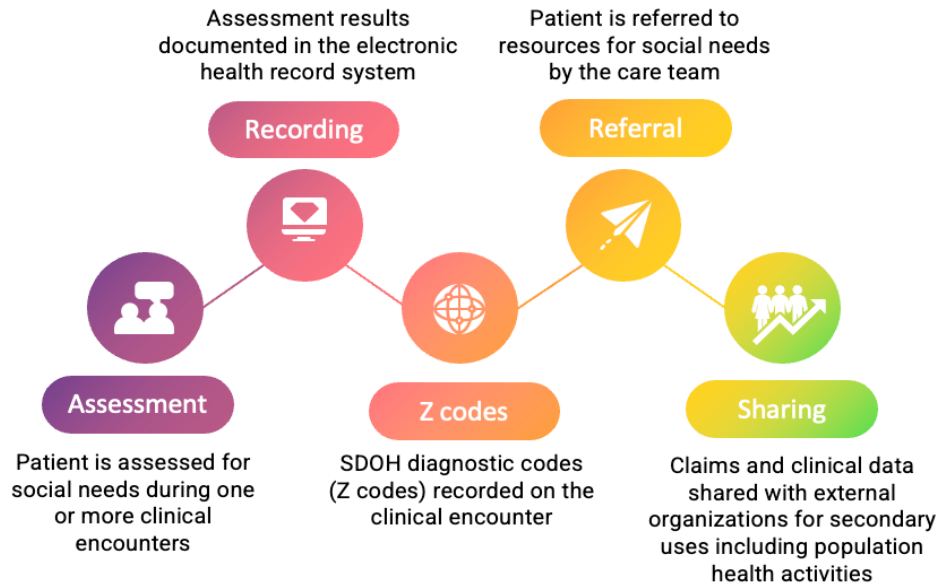 Assessment results
documented in the electronic
health record system
Recording
Patient is referred to
resources for social needs
by the care team
Referral
Assessment
Patient is assessed for
social needs during one
or more clinical
encounters
Z codes
SDOH diagnostic codes
(Z codes) recorded on the
clinical encounter
Sharing
Claims and clinical data
shared with external
organizations for secondary
uses including population
health activities